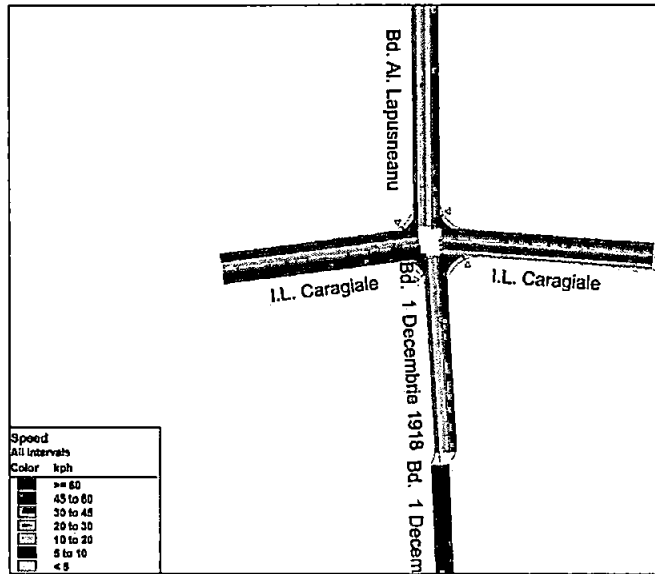 Bd. Al. Lapusneanu
I.L. Caragiale
I.L. Caragiale
Bd. 1 Decembrie 1918
Bd. 1 Decem
Speed
All Intervals
Color kph
>= 60
45 to 60
30 to 45
20 to 30
10 to 20
5 to 10
< 5